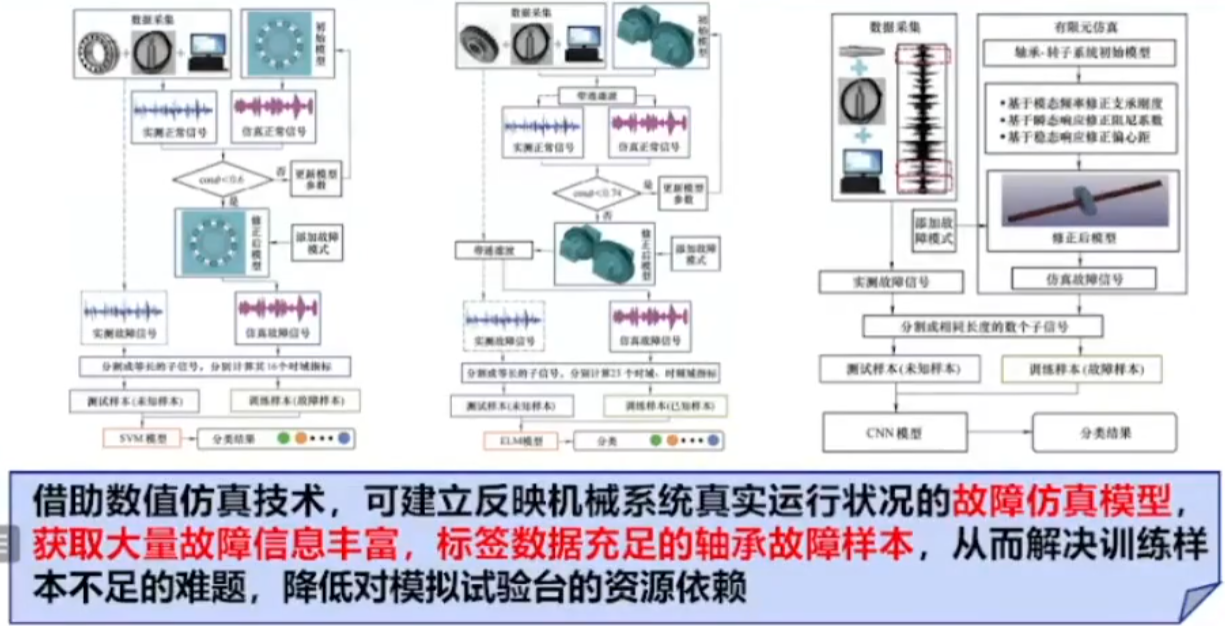 数据采集
初始模型
实测正常信号
仿真正常信号
否
更新模型
参数
是
修正后模型
添加故障
模式
实测故障信号
仿真故障信号
分割成等长的子信号，分别计算其16个时域指标
测试样本(未知样本)
训练样本(故障样本)
SVM 模型
分类结果
数据采集
初始模型
带通滤波
实测正常信号
仿真正常信号
是
更新模型
参数
否
带通滤波
修正后模型
添加故障
模式
实测故障信号
仿真故障信号
分割成等长的子信号，分别计算23个时域、时频域指标
测试样本(未知样本)
训练样本(已知样本)
ELM模型
分类
数据采集
有限元仿真
轴承-转子系统初始模型
•基于模态频率修正支承刚度
•基于瞬态响应修正阻尼系数
•基于稳态响应修正偏心距
添加故
障模式
修正后模型
实测故障信号
仿真故障信号
分割成相同长度的数个子信号
测试样本(未知样本)
训练样本(故障样本)
CNN 模型
分类结果
借助数值仿真技术，可建立反映机械系统真实运行状况的故障仿真模型，
获取大量故障信息丰富，标签数据充足的轴承故障样本，从而解决训练样
本不足的难题，降低对模拟试验台的资源依赖